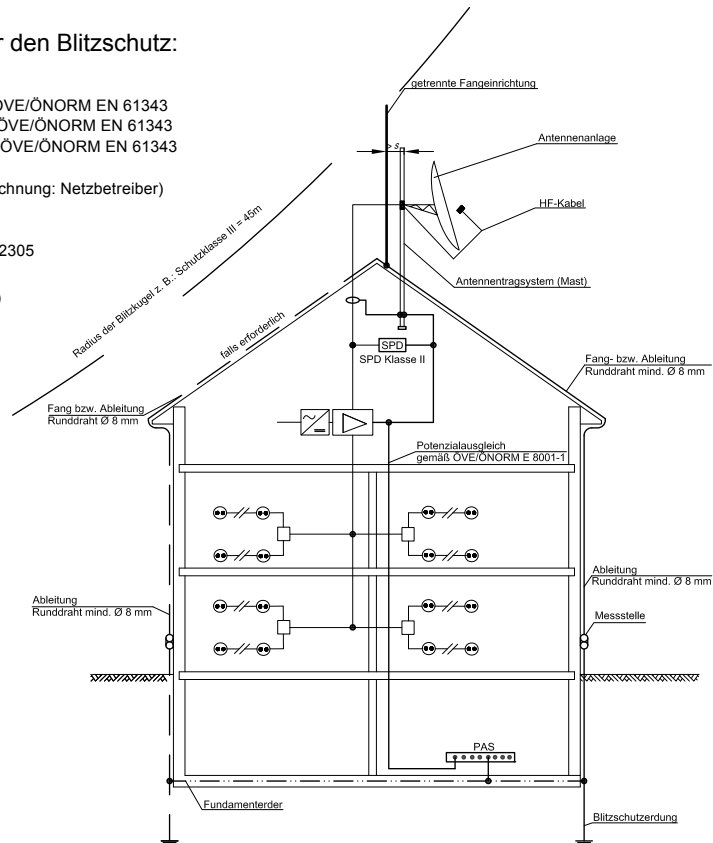 r den Blitzschutz:
ÖVE/ÖNORM EN 61343
ÖVE/ÖNORM EN 61343
ÖVE/ÖNORM EN 61343
chnung: Netzbetreiber)
2305
)
getrennte Fangeinrichtung
> s
Antennenanlage
HF-Kabel
Radius der Blitzkugel z. B.: Schutzklasse III = 45m
Antennentragsystem (Mast)
falls erforderlich
SPD
SPD Klasse II
Fang- bzw. Ableitung
Runddraht mind. Ø 8 mm
Fang bzw. Ableitung
Runddraht Ø 8 mm
Potenzialausgleich
gemäß ÖVE/ÖNORM E 8001-1
Ableitung
Runddraht mind. Ø 8 mm
Ableitung
Runddraht mind. Ø 8 mm
Messstelle
PAS
Fundamenterder
Blitzschutzerdung